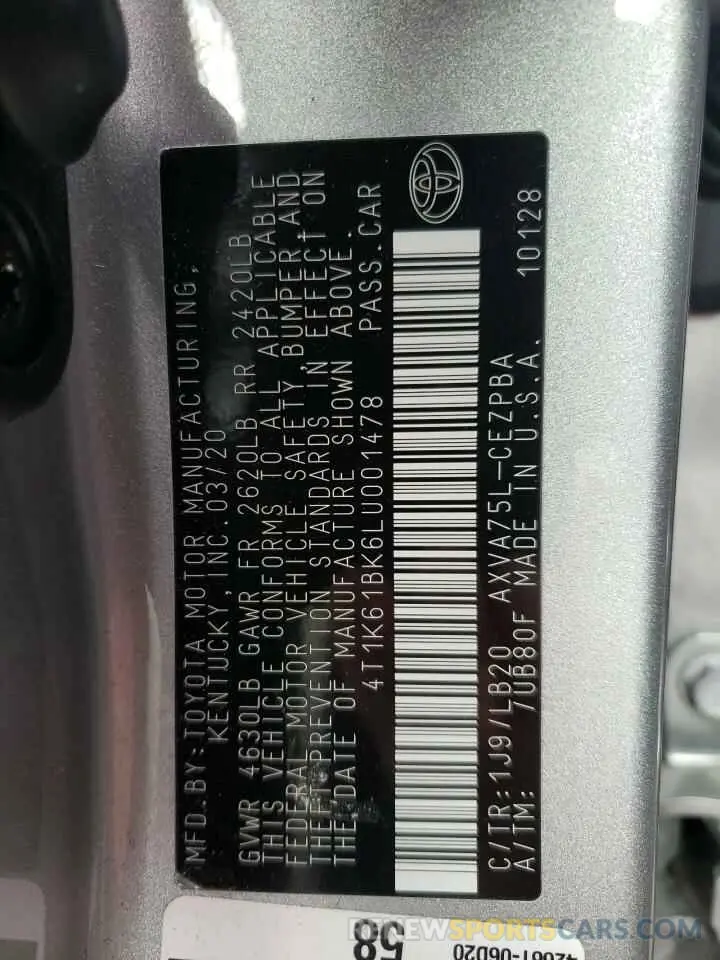 MFD.BY:TOYOTA MOTOR MANUFACTURING,
KENTUCKY,INC.03/20
GVWR 4630LB GAWR FR 2620LB RR 2420LB
THIS VEHICLE CONFORMS TO ALL APPLICABLE
FEDERAL MOTOR VEHICLE SAFETY, BUMPER, AND
THEFT PREVENTION STANDARDS IN EFFECT ON
THE DATE OF MANUFACTURE SHOWN ABOVE.
4T1K61BK6LU001478 PASS.CAR
C/TR:1J9/LB20 AXVA75L-CEZPBA
A/TM: 7UB80F MADE IN U.S.A. 10128
58
42661-06D20
REVIEWSPORTSCARS.COM